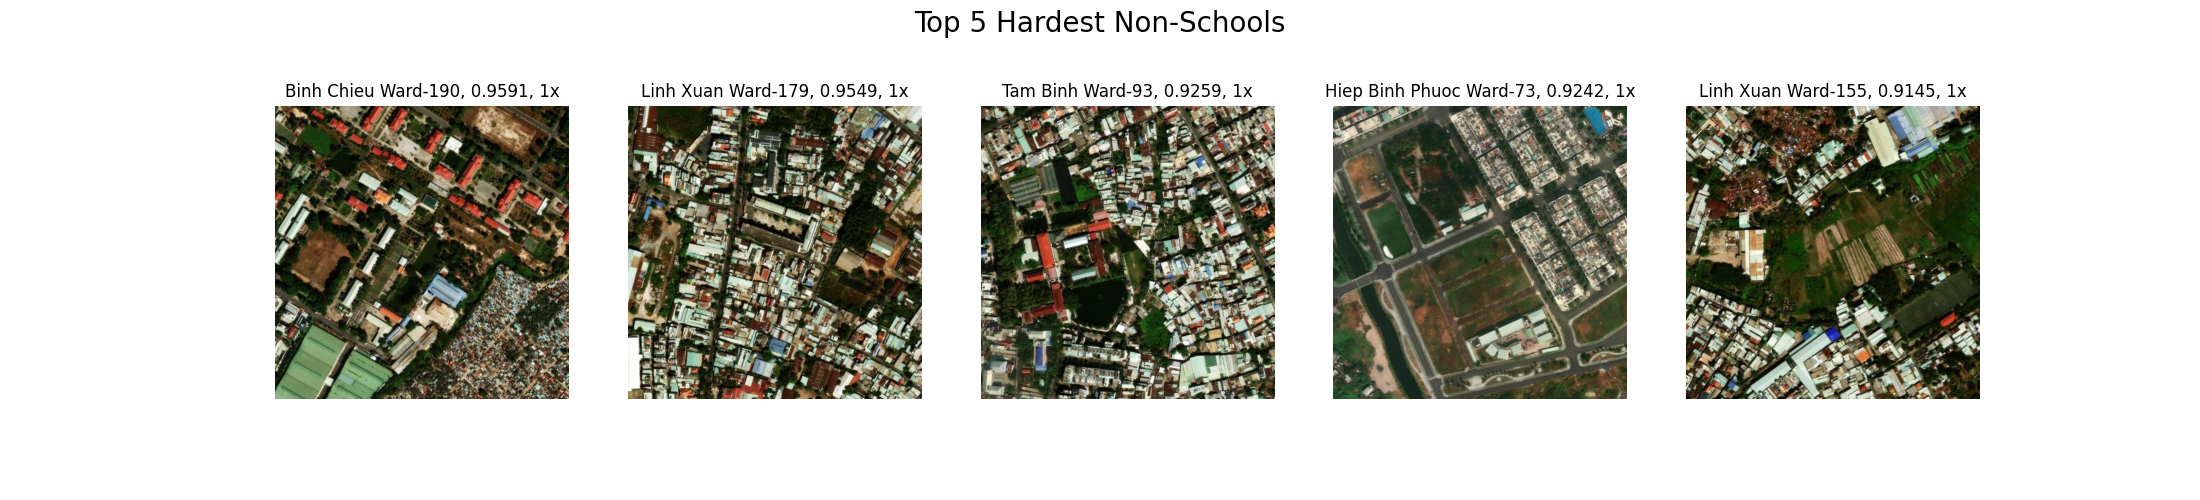 Top 5 Hardest Non-Schools
Binh Chieu Ward-190, 0.9591, 1x
Linh Xuan Ward-179, 0.9549, 1x
Tam Binh Ward-93, 0.9259, 1x
Hiep Binh Phuoc Ward-73, 0.9242, 1x
Linh Xuan Ward-155, 0.9145, 1x